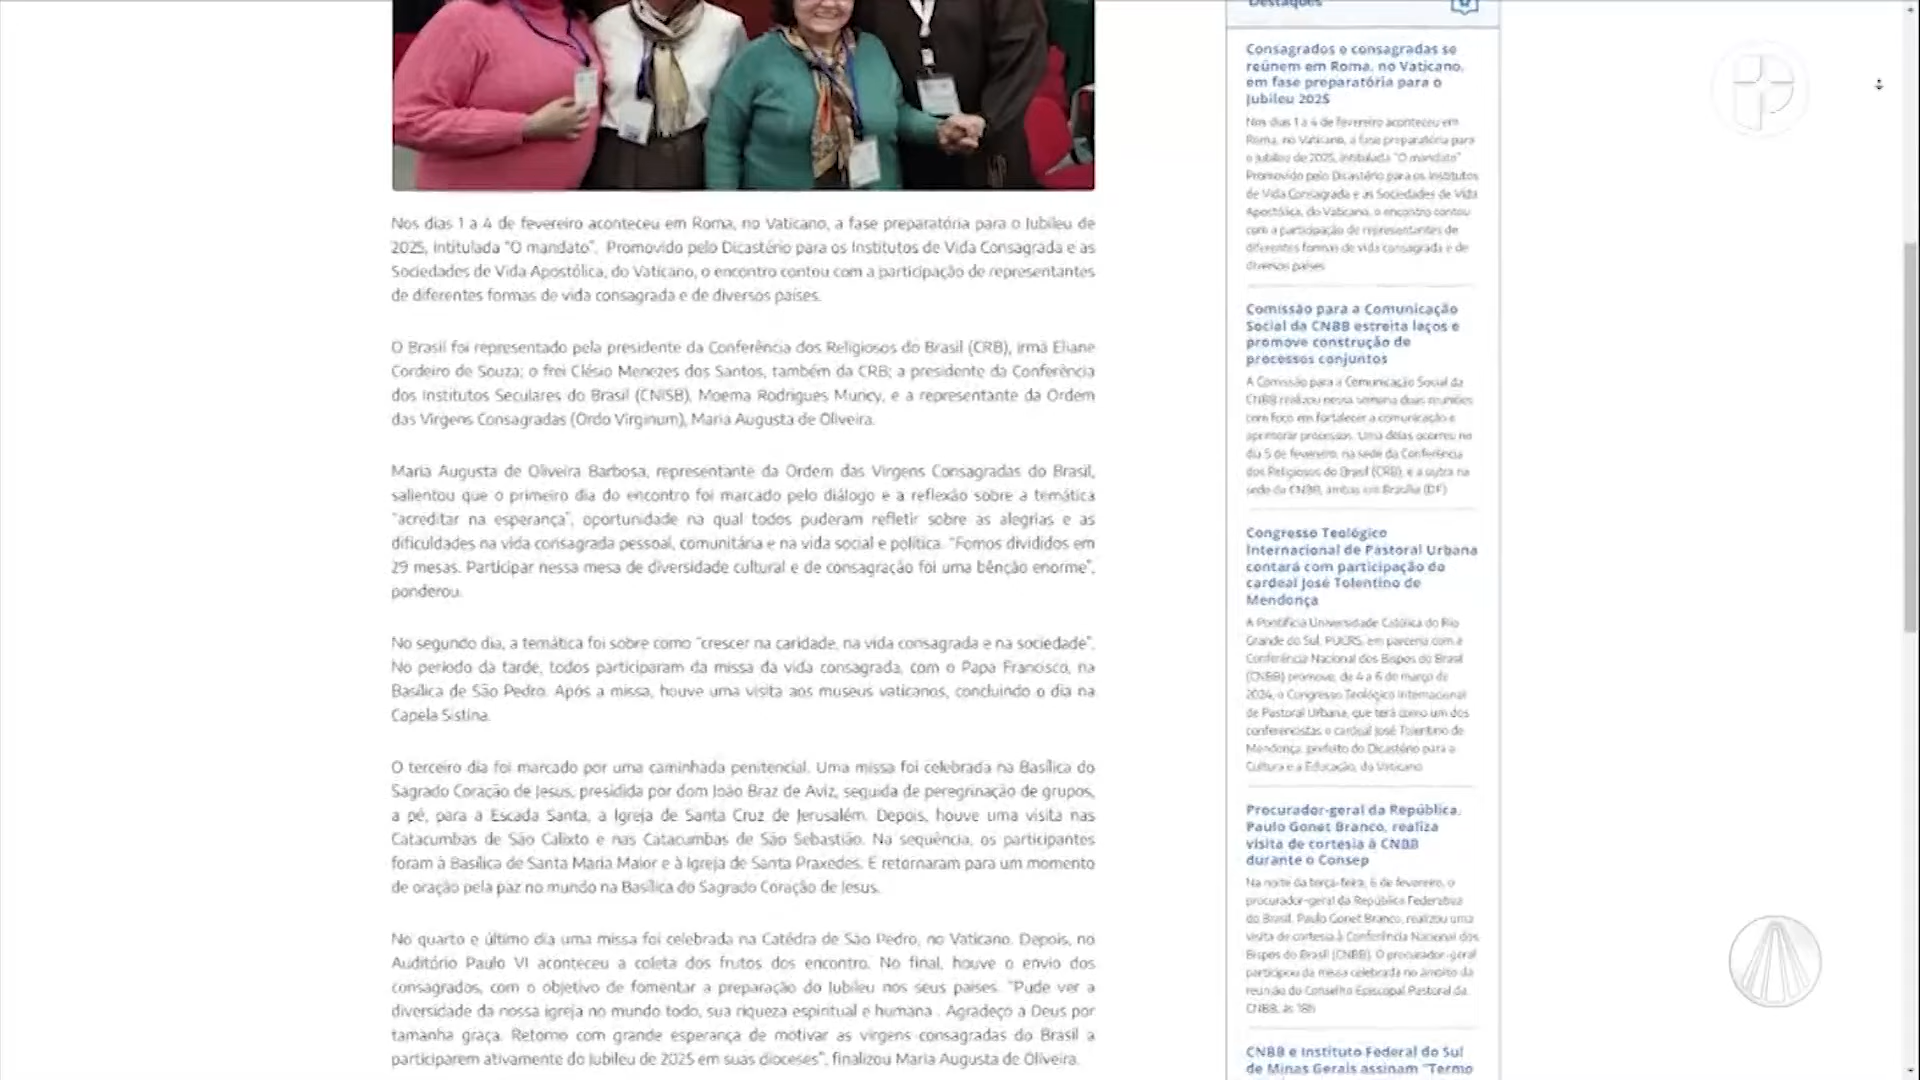 Nos dias 1 a 4 de fevereiro aconteceu em Roma, no Vaticano, a fase preparatória para o Jubileu de
2025, intitulada "O mandato". Promovido pelo Dicastério para os Institutos de Vida Consagrada e as
Sociedades de Vida Apostólica, do Vaticano, o encontro contou com a participação de representantes
de diferentes formas de vida consagrada e de diversos países.
O Brasil foi representado pela presidente da Conferência dos Religiosos do Brasil (CRB), irmã Eliane
Cordeiro de Souza; o frei Clésio Menezes dos Santos, também da CRB; a presidente da Conferência
dos Institutos Seculares do Brasil (CNISB), Moema Rodrigues Muricy, e a representante da Ordem
das Virgens Consagradas (Ordo Virginum), Maria Augusta de Oliveira.
Maria Augusta de Oliveira Barbosa, representante da Ordem das Virgens Consagradas do Brasil,
salientou que o primeiro dia do encontro foi marcado pelo diálogo e a reflexão sobre a temática
"acreditar na esperança", oportunidade na qual todos puderam refletir sobre as alegrias e as
dificuldades na vida consagrada pessoal, comunitária e na vida social e política. "Fomos divididos em
29 mesas. Participar nessa mesa de diversidade cultural e de consagração foi uma bênção enorme",
ponderou.
No segundo dia, a temática foi sobre como "crescer na caridade, na vida consagrada e na sociedade".
No período da tarde, todos participaram da missa da vida consagrada, com o Papa Francisco, na
Basílica de São Pedro. Após a missa, houve uma visita aos museus vaticanos, concluindo o dia na
Capela Sistina.
O terceiro dia foi marcado por uma caminhada penitencial. Uma missa foi celebrada na Basílica do
Sagrado Coração de Jesus, presidida por dom João Braz de Aviz, seguida de peregrinação de grupos,
a pé, para a Escada Santa, a Igreja de Santa Cruz de Jerusalém. Depois, houve uma visita nas
Catacumbas de São Calixto e nas Catacumbas de São Sebastião. Na sequência, os participantes
foram à Basílica de Santa Maria Maior e à Igreja de Santa Praxedes. E retornaram para um momento
de oração pela paz no mundo na Basílica do Sagrado Coração de Jesus.
No quarto e último dia uma missa foi celebrada na Catédra de São Pedro, no Vaticano. Depois, no
Auditório Paulo VI aconteceu a coleta dos frutos dos encontro. No final, houve o envio dos
consagrados, com o objetivo de fomentar a preparação do Jubileu nos seus países. "Pude ver a
diversidade da nossa igreja no mundo todo, sua riqueza espiritual e humana . Agradeço a Deus por
tamanha graça. Retorno com grande esperança de motivar as virgens consagradas do Brasil a
participarem ativamente do Jubileu de 2025 em suas dioceses", finalizou Maria Augusta de Oliveira.
Destaques
Consagrados e consagradas se
reúnem em Roma, no Vaticano,
em fase preparatória para o
Jubileu 2025
Nos dias 1 a 4 de fevereiro aconteceu em
Roma, no Vaticano, a fase preparatória para
o Jubileu de 2025, intitulada "O mandato".
Promovido pelo Dicastério para os Institutos
de Vida Consagrada e as Sociedades de Vida
Apostólica, do Vaticano, o encontro contou
com a participação de representantes de
diferentes formas de vida consagrada e de
diversos países
Comissão para a Comunicação
Social da CNBB estreita laços e
promove construção de
processos conjuntos
A Comissão para a Comunicação Social da
CNBB realizou nessa semana duas reuniões
com foco em fortalecer a comunicação e
aprimorar processos. Uma delas ocorreu no
dia 5 de fevereiro, na sede da Conferência
dos Religiosos do Brasil (CRB), e a outra na
sede da CNBB, ambas em Brasília (DF)
Congresso Teológico
Internacional de Pastoral Urbana
contará com participação do
cardeal José Tolentino de
Mendonça
A Pontifícia Universidade Católica do Rio
Grande do Sul, PUCRS, em parceria com a
Conferência Nacional dos Bispos do Brasil
(CNBB) promove, de 4 a 6 de março de
2024, o Congresso Teológico Internacional
de Pastoral Urbana, que terá como um dos
conferencistas o cardeal José Tolentino de
Mendonça, prefeito do Dicastério para a
Cultura e a Educação, do Vaticano
Procurador-geral da República,
Paulo Gonet Branco, realiza
visita de cortesia à CNBB
durante o Consep
Na noite da terça-feira, 6 de fevereiro, o
procurador-geral da República Federativa
do Brasil, Paulo Gonet Branco, realizou uma
visita de cortesia à Conferência Nacional dos
Bispos do Brasil (CNBB). O procurador-geral
participou da missa celebrada no âmbito da
reunião do Conselho Episcopal Pastoral da
CNBB, às 18h
CNBB e Instituto Federal do Sul
de Minas Gerais assinam "Termo